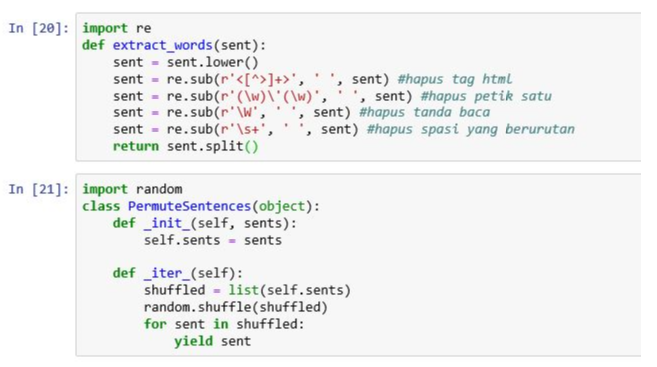 In [20]: import re
def extract_words(sent):
    sent = sent.lower()
    sent = re.sub(r'<[^>]+>', ' ', sent) #hapus tag html
    sent = re.sub(r'(\w)\'(\w)', ' ', sent) #hapus petik satu
    sent = re.sub(r'\W', ' ', sent) #hapus tanda baca
    sent = re.sub(r'\s+', ' ', sent) #hapus spasi yang berurutan
    return sent.split()
In [21]: import random
class PermuteSentences(object):
    def _init_(self, sents):
        self.sents = sents
    def _iter_(self):
        shuffled = list(self.sents)
        random.shuffle(shuffled)
        for sent in shuffled:
            yield sent